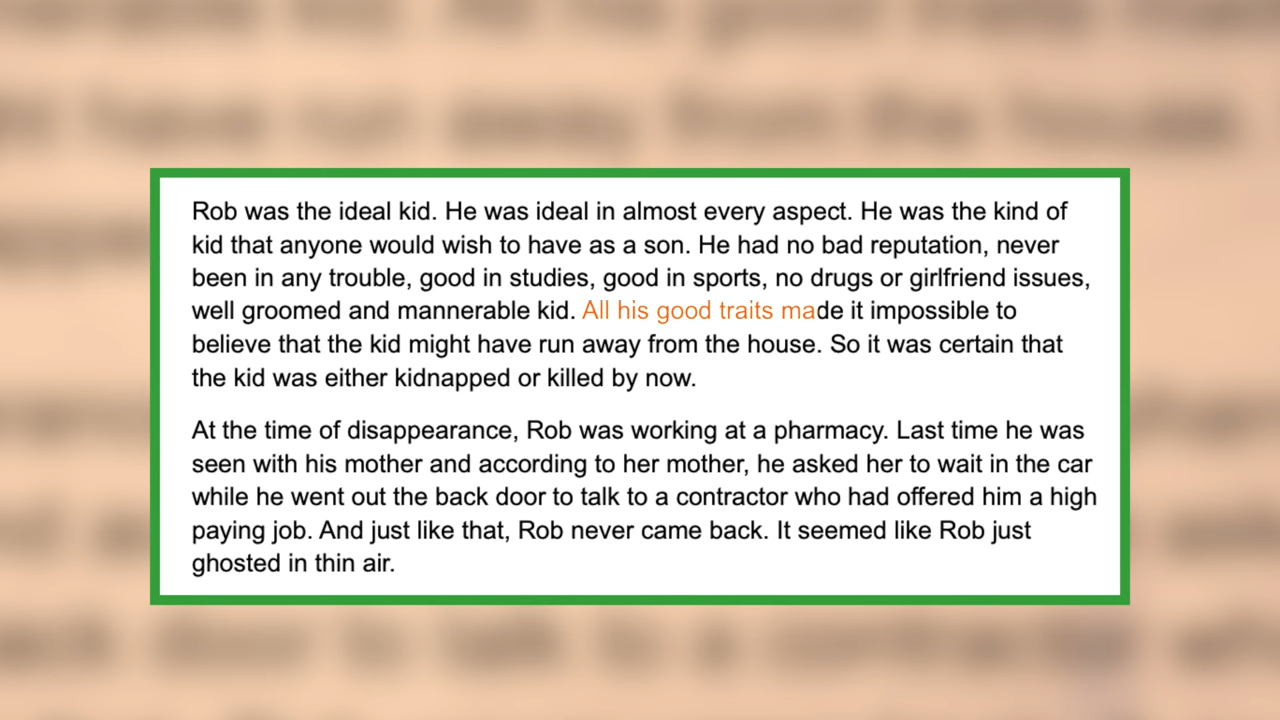 Rob was the ideal kid. He was ideal in almost every aspect. He was the kind of
kid that anyone would wish to have as a son. He had no bad reputation, never
been in any trouble, good in studies, good in sports, no drugs or girlfriend issues,
well groomed and mannerable kid. All his good traits made it impossible to
believe that the kid might have run away from the house. So it was certain that
the kid was either kidnapped or killed by now.
At the time of disappearance, Rob was working at a pharmacy. Last time he was
seen with his mother and according to her mother, he asked her to wait in the car
while he went out the back door to talk to a contractor who had offered him a high
paying job. And just like that, Rob never came back. It seemed like Rob just
ghosted in thin air.